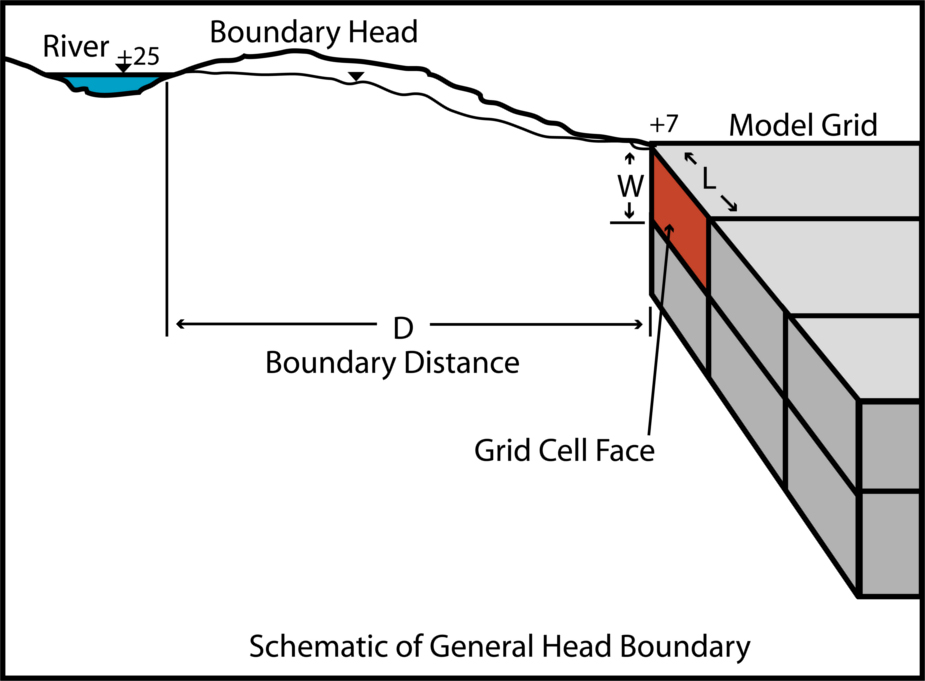 River
+25
Boundary Head
+7
Model Grid
W
L
D
Boundary Distance
Grid Cell Face
Schematic of General Head Boundary